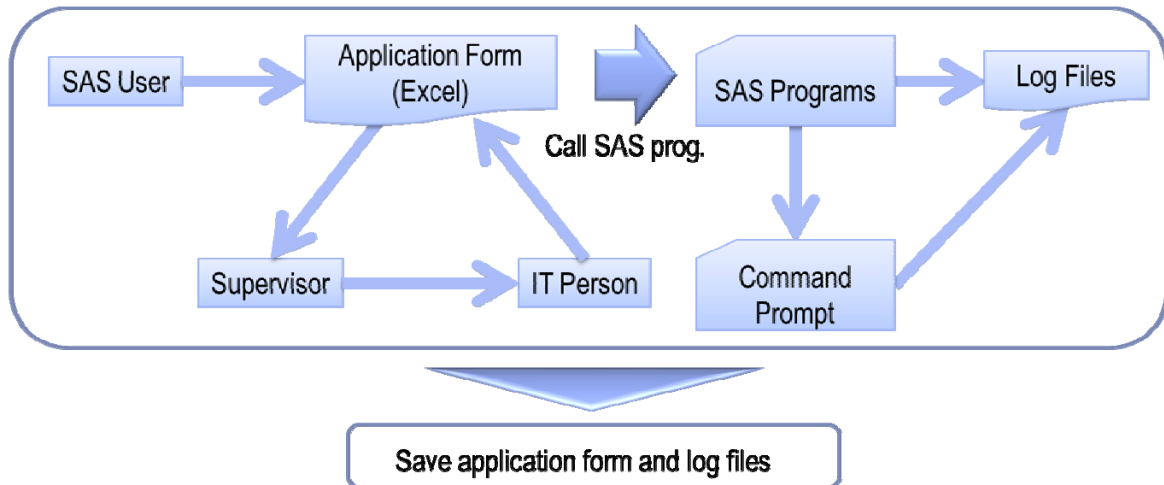 SAS User
Application Form
(Excel)
Call SAS prog.
SAS Programs
Log Files
Supervisor
IT Person
Command
Prompt
Save application form and log files